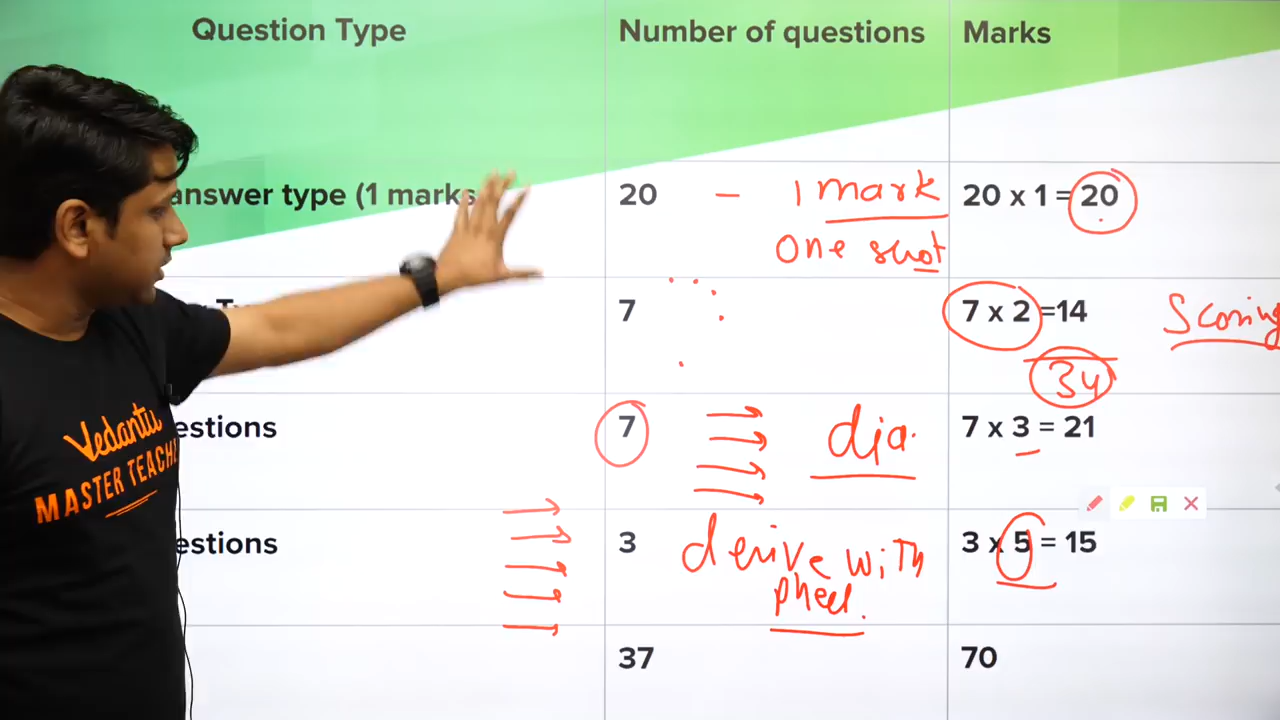 Question Type Number of questions Marks
answer type (1 marks 20 – 1 mark 20 x 1 = 20
one shot
7 7 x 2 =14 Scoring
34
estions 7 dia. 7 x 3 = 21
estions 3 derive with 3 x 5 = 15
37 70
Vedantu
MASTER TEACHE